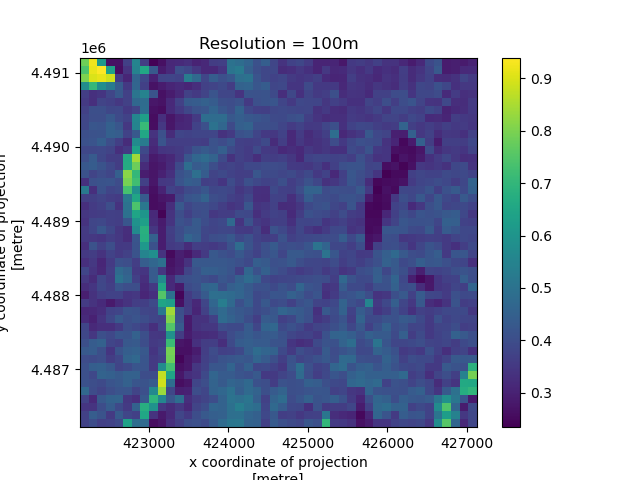 Resolution = 100m
1e6
4.491
4.490
4.489
4.488
4.487
y coordinate of projection
[metre]
423000 424000 425000 426000 427000
x coordinate of projection
[metre]
0.9
0.8
0.7
0.6
0.5
0.4
0.3